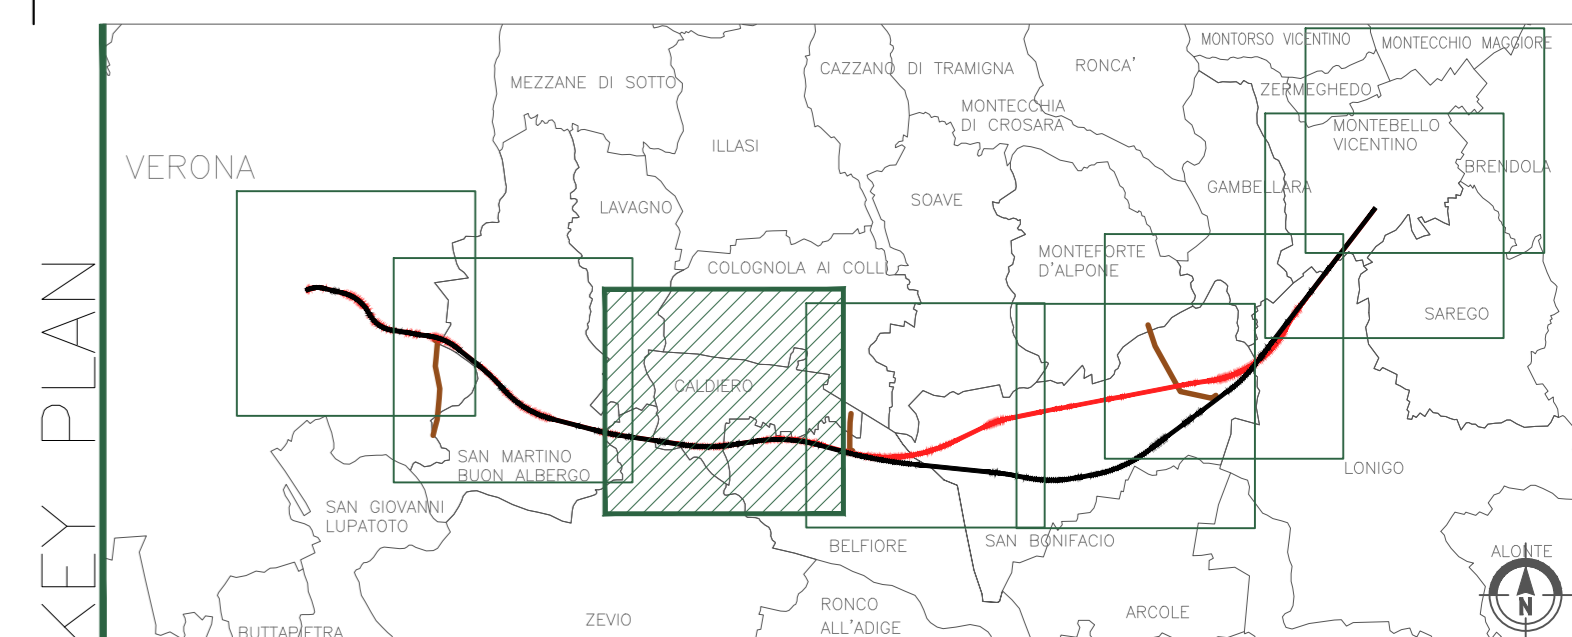 KEY PLAN
MONTORSO VICENTINO
MONTECCHIO MAGGIORE
CAZZANO DI TRAMIGNA
RONCA'
MEZZANE DI SOTTO
ZERMEGHEDO
MONTECCHIA
DI CROSARA
MONTEBELLO
VICENTINO
ILLASI
VERONA
BRENDOLA
GAMBELLARA
SOAVE
LAVAGNO
MONTEFORTE
D'ALPONE
COLOGNOLA AI COLLI
SAREGO
CALDIERO
SAN MARTINO
BUON ALBERGO
LONIGO
SAN GIOVANNI
LUPATOTO
BELFIORE
SAN BONIFACIO
ALONTE
N
RONCO
ALL'ADIGE
ARCOLE
ZEVIO
BUTTAPIETRA